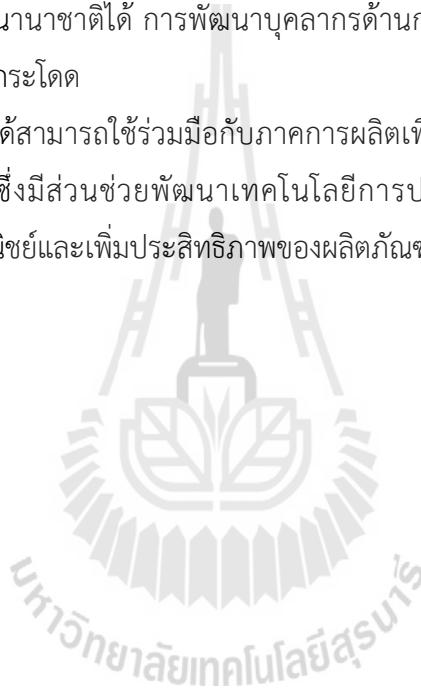 นานาชาติได้ การพัฒนาบุคลากรด้าน
กระโดด
ได้สามารถใช้ร่วมมือกับภาคการผลิตเพื
ซึ่งมีส่วนช่วยพัฒนาเทคโนโลยีการป
ิชย์และเพิ่มประสิทธิภาพของผลิตภัณฑ
มหาวิทยาลัยเทคโนโลยีสุรนารี